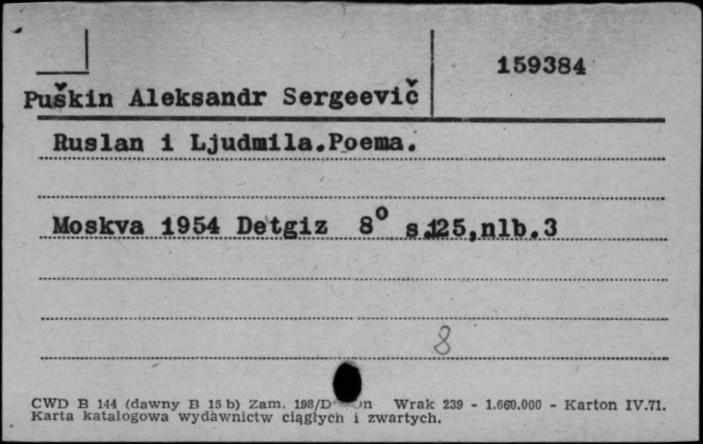 159384
Puškin Aleksandr Sergeevič
Ruslan i Ljudmila.Poema.
Moskva 1954 Detgiz 8° s.125,nlb.3
8
CWD B 144 (dawny B 15 b) Zam. 198/D Wrak 239 - 1.660.000 - Karton IV.71.
Karta katalogowa wydawnictw ciągłych i zwartych.